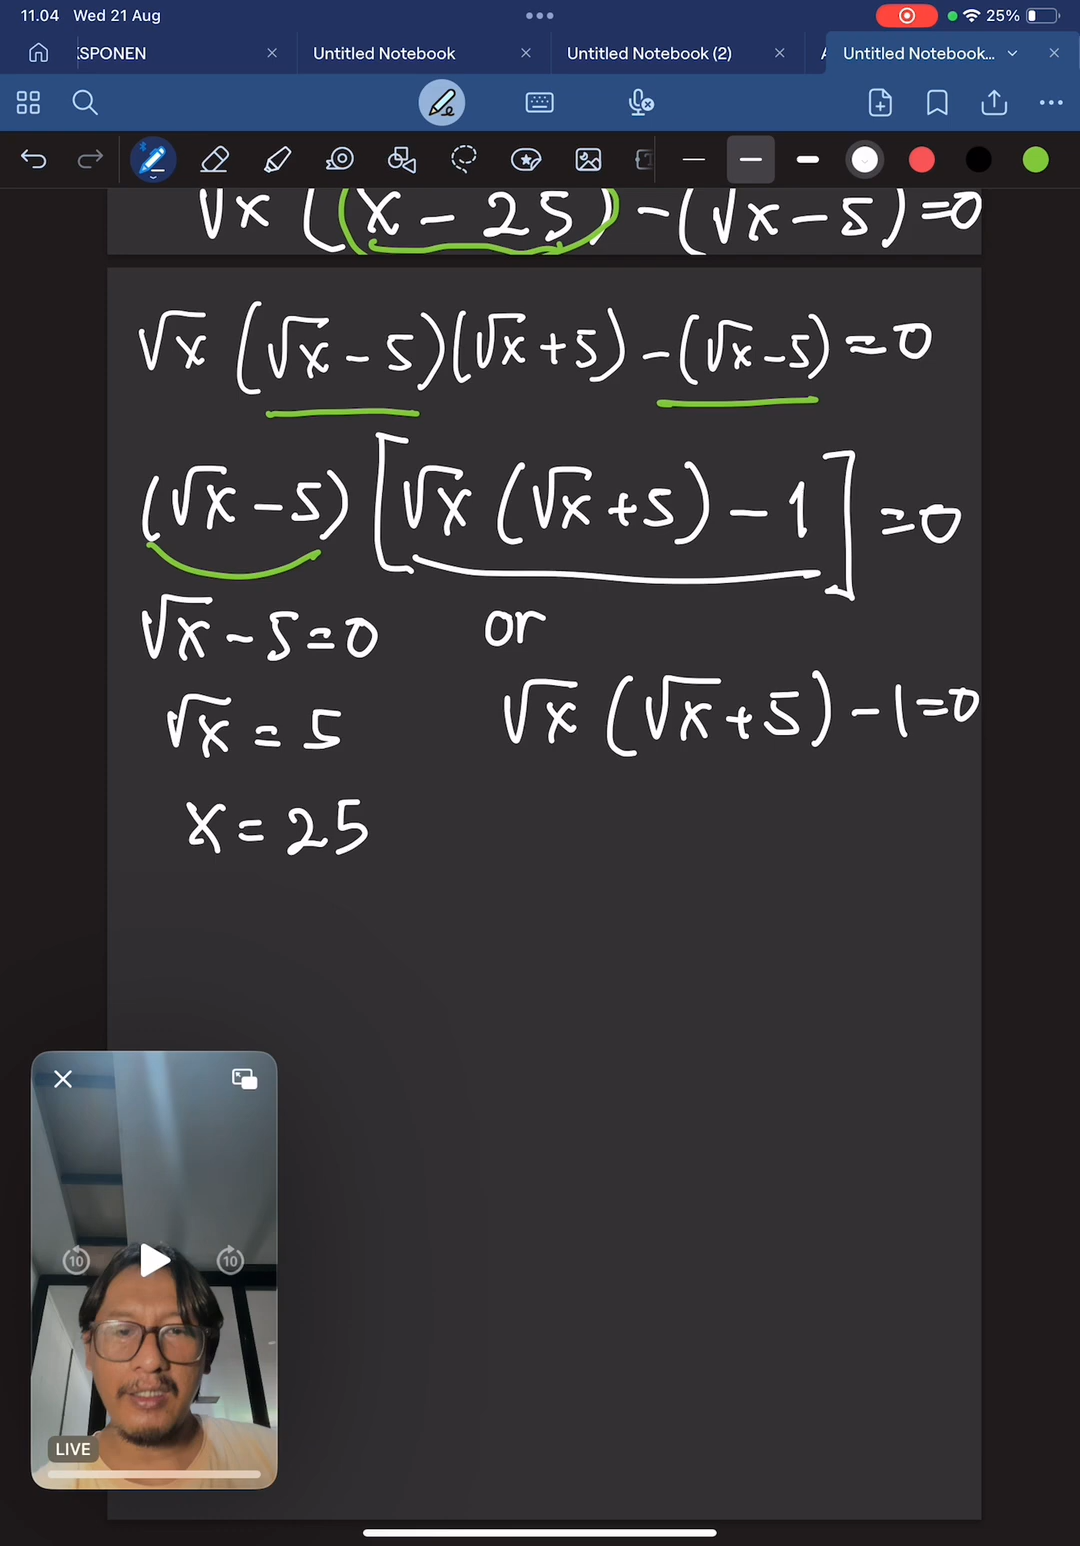 11.04 Wed 21 Aug
25%
KSPONEN
Untitled Notebook
Untitled Notebook (2)
Untitled Notebook...
√x ((x - 25) - (√x - 5) = 0
√x (√x - 5)(√x + 5) - (√x - 5) = 0
(√x - 5) [√x (√x + 5) - 1] = 0
√x - 5 = 0 or
√x (√x + 5) - 1 = 0
√x = 5
x = 25
10 10
LIVE